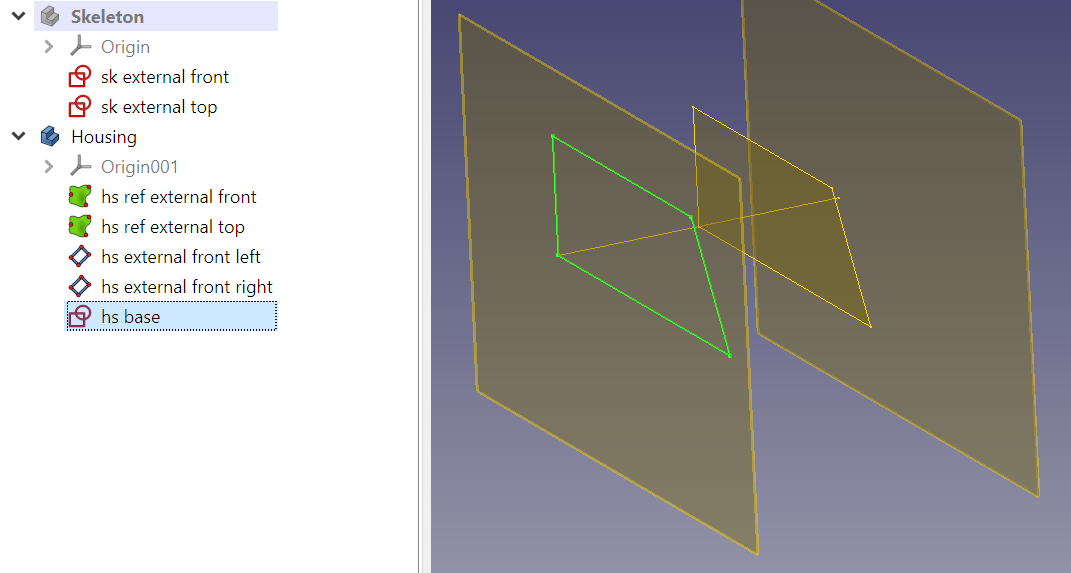 Skeleton
Origin
sk external front
sk external top
Housing
Origin001
hs ref external front
hs ref external top
hs external front left
hs external front right
hs base